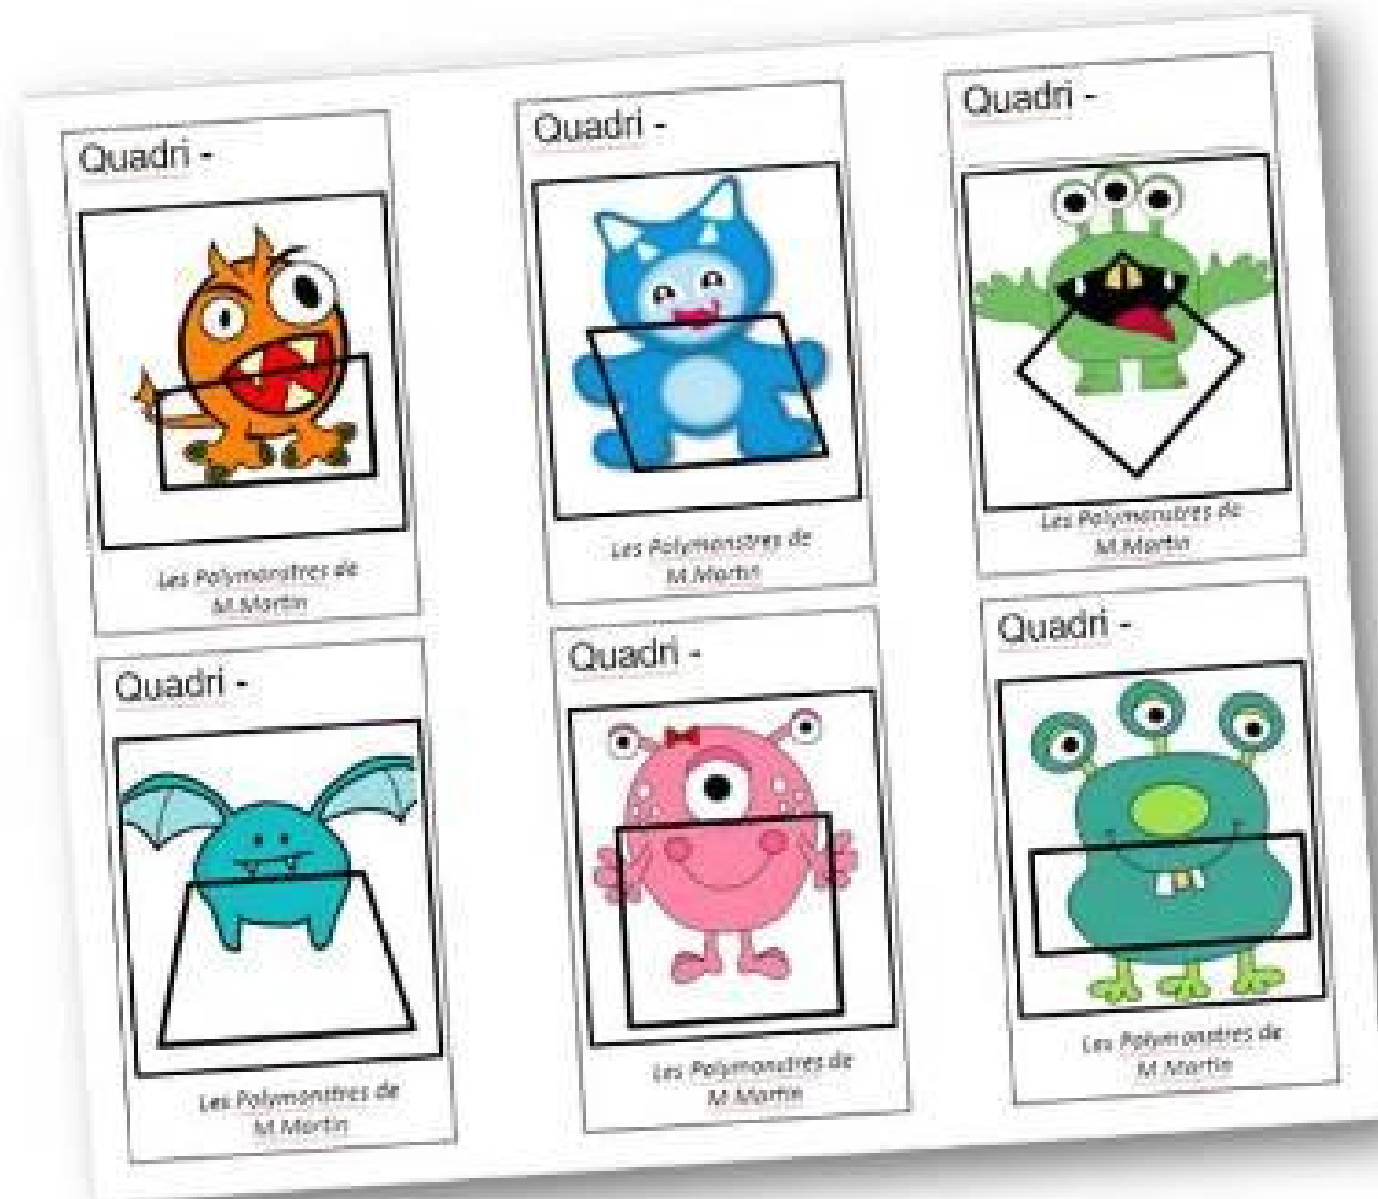 Quadri -
Les Polymonstres de
M.Martin
Quadri -
Les Polymonstres de
M.Martin
Quadri -
Les Polymonstres de
M.Martin
Quadri -
Les Polymonstres de
M.Martin
Quadri -
Les Polymonstres de
M.Martin
Quadri -
Les Polymonstres de
M.Martin